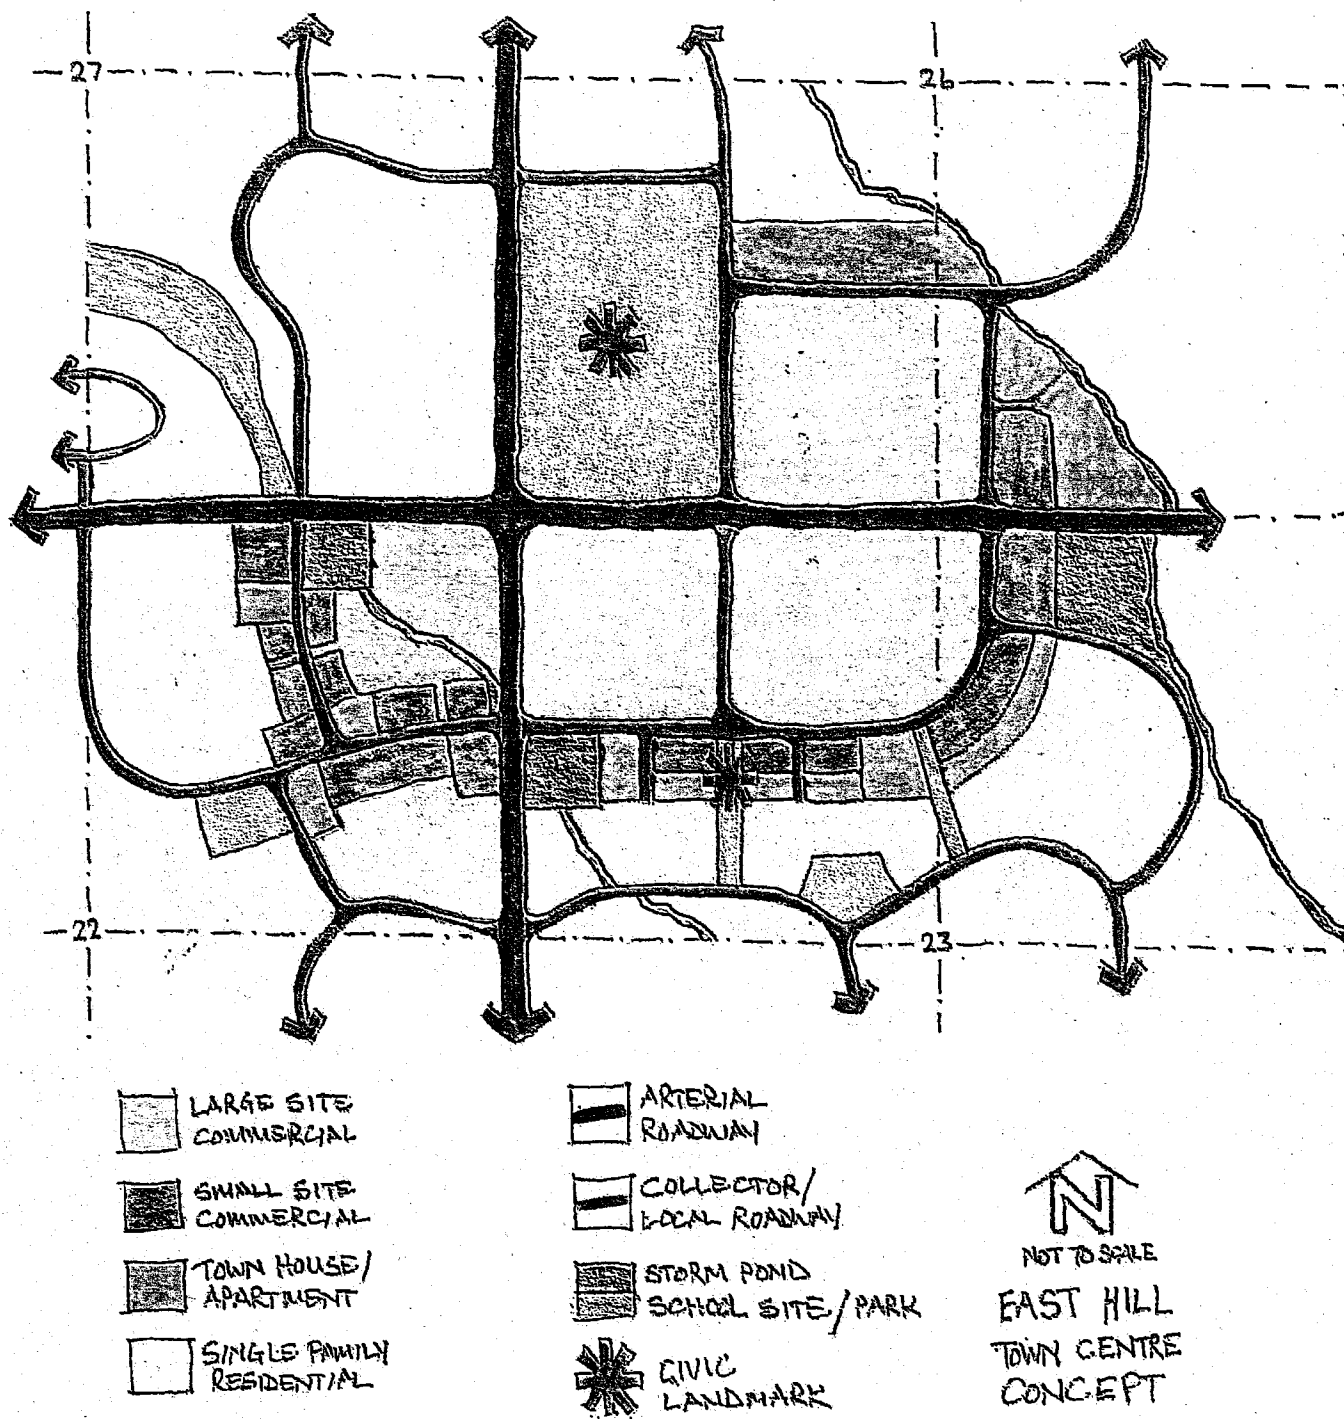 27
26
22
23
LARGE SITE
COMMERCIAL
SMALL SITE
COMMERCIAL
TOWN HOUSE/
APARTMENT
SINGLE FAMILY
RESIDENTIAL
ARTERIAL
ROADWAY
COLLECTOR/
LOCAL ROADWAY
STORM POND
SCHOOL SITE/PARK
CIVIC
LANDMARK
N
NOT TO SCALE
EAST HILL
TOWN CENTRE
CONCEPT